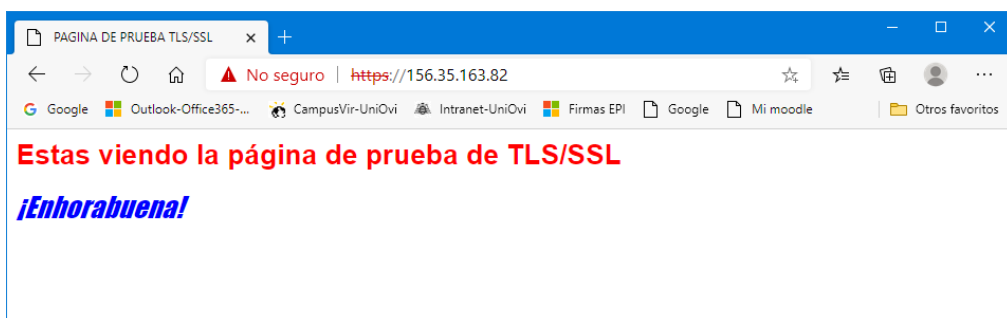 PAGINA DE PRUEBA TLS/SSL
No seguro | https://156.35.163.82
Google Outlook-Office365-... CampusVir-UniOvi Intranet-UniOvi Firmas EPI Google Mi moodle Otros favoritos
Estas viendo la página de prueba de TLS/SSL
¡Enhorabuena!